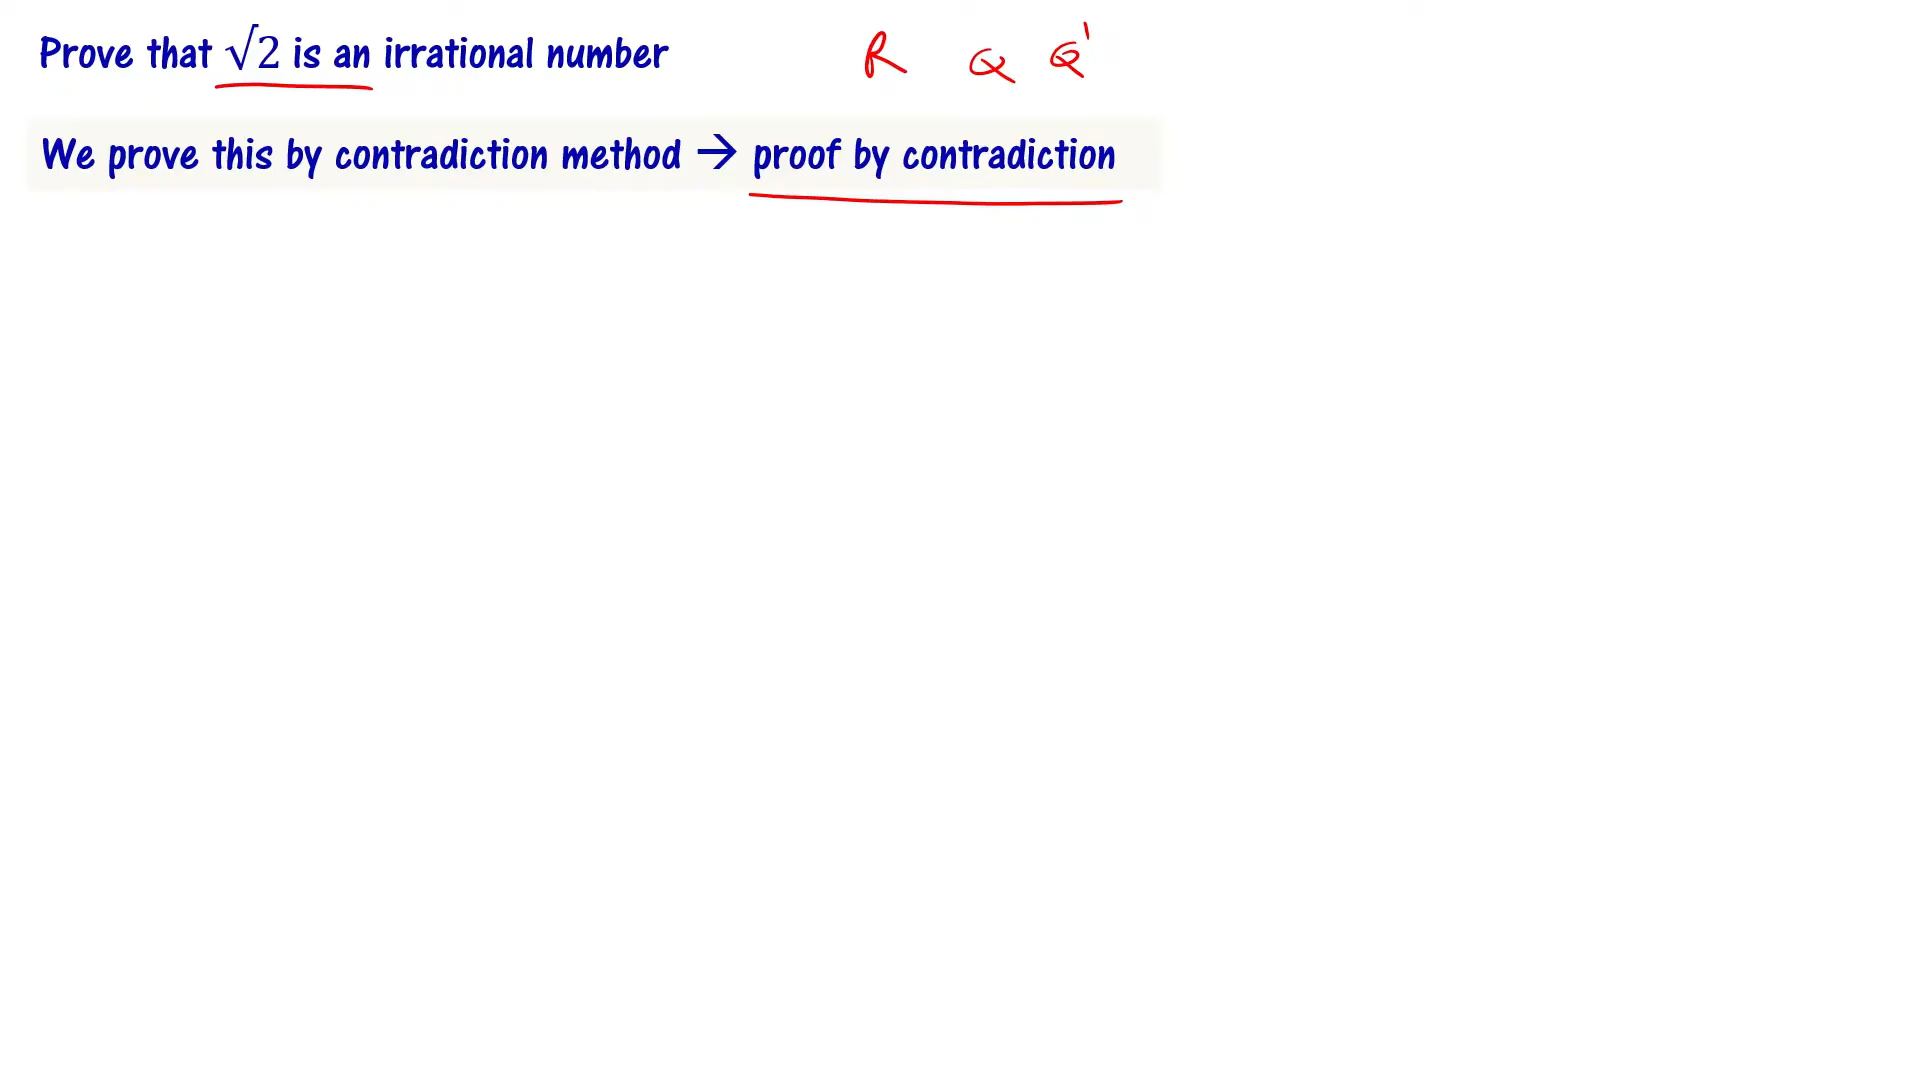 Prove that √2 is an irrational number R Q Q'
We prove this by contradiction method → proof by contradiction